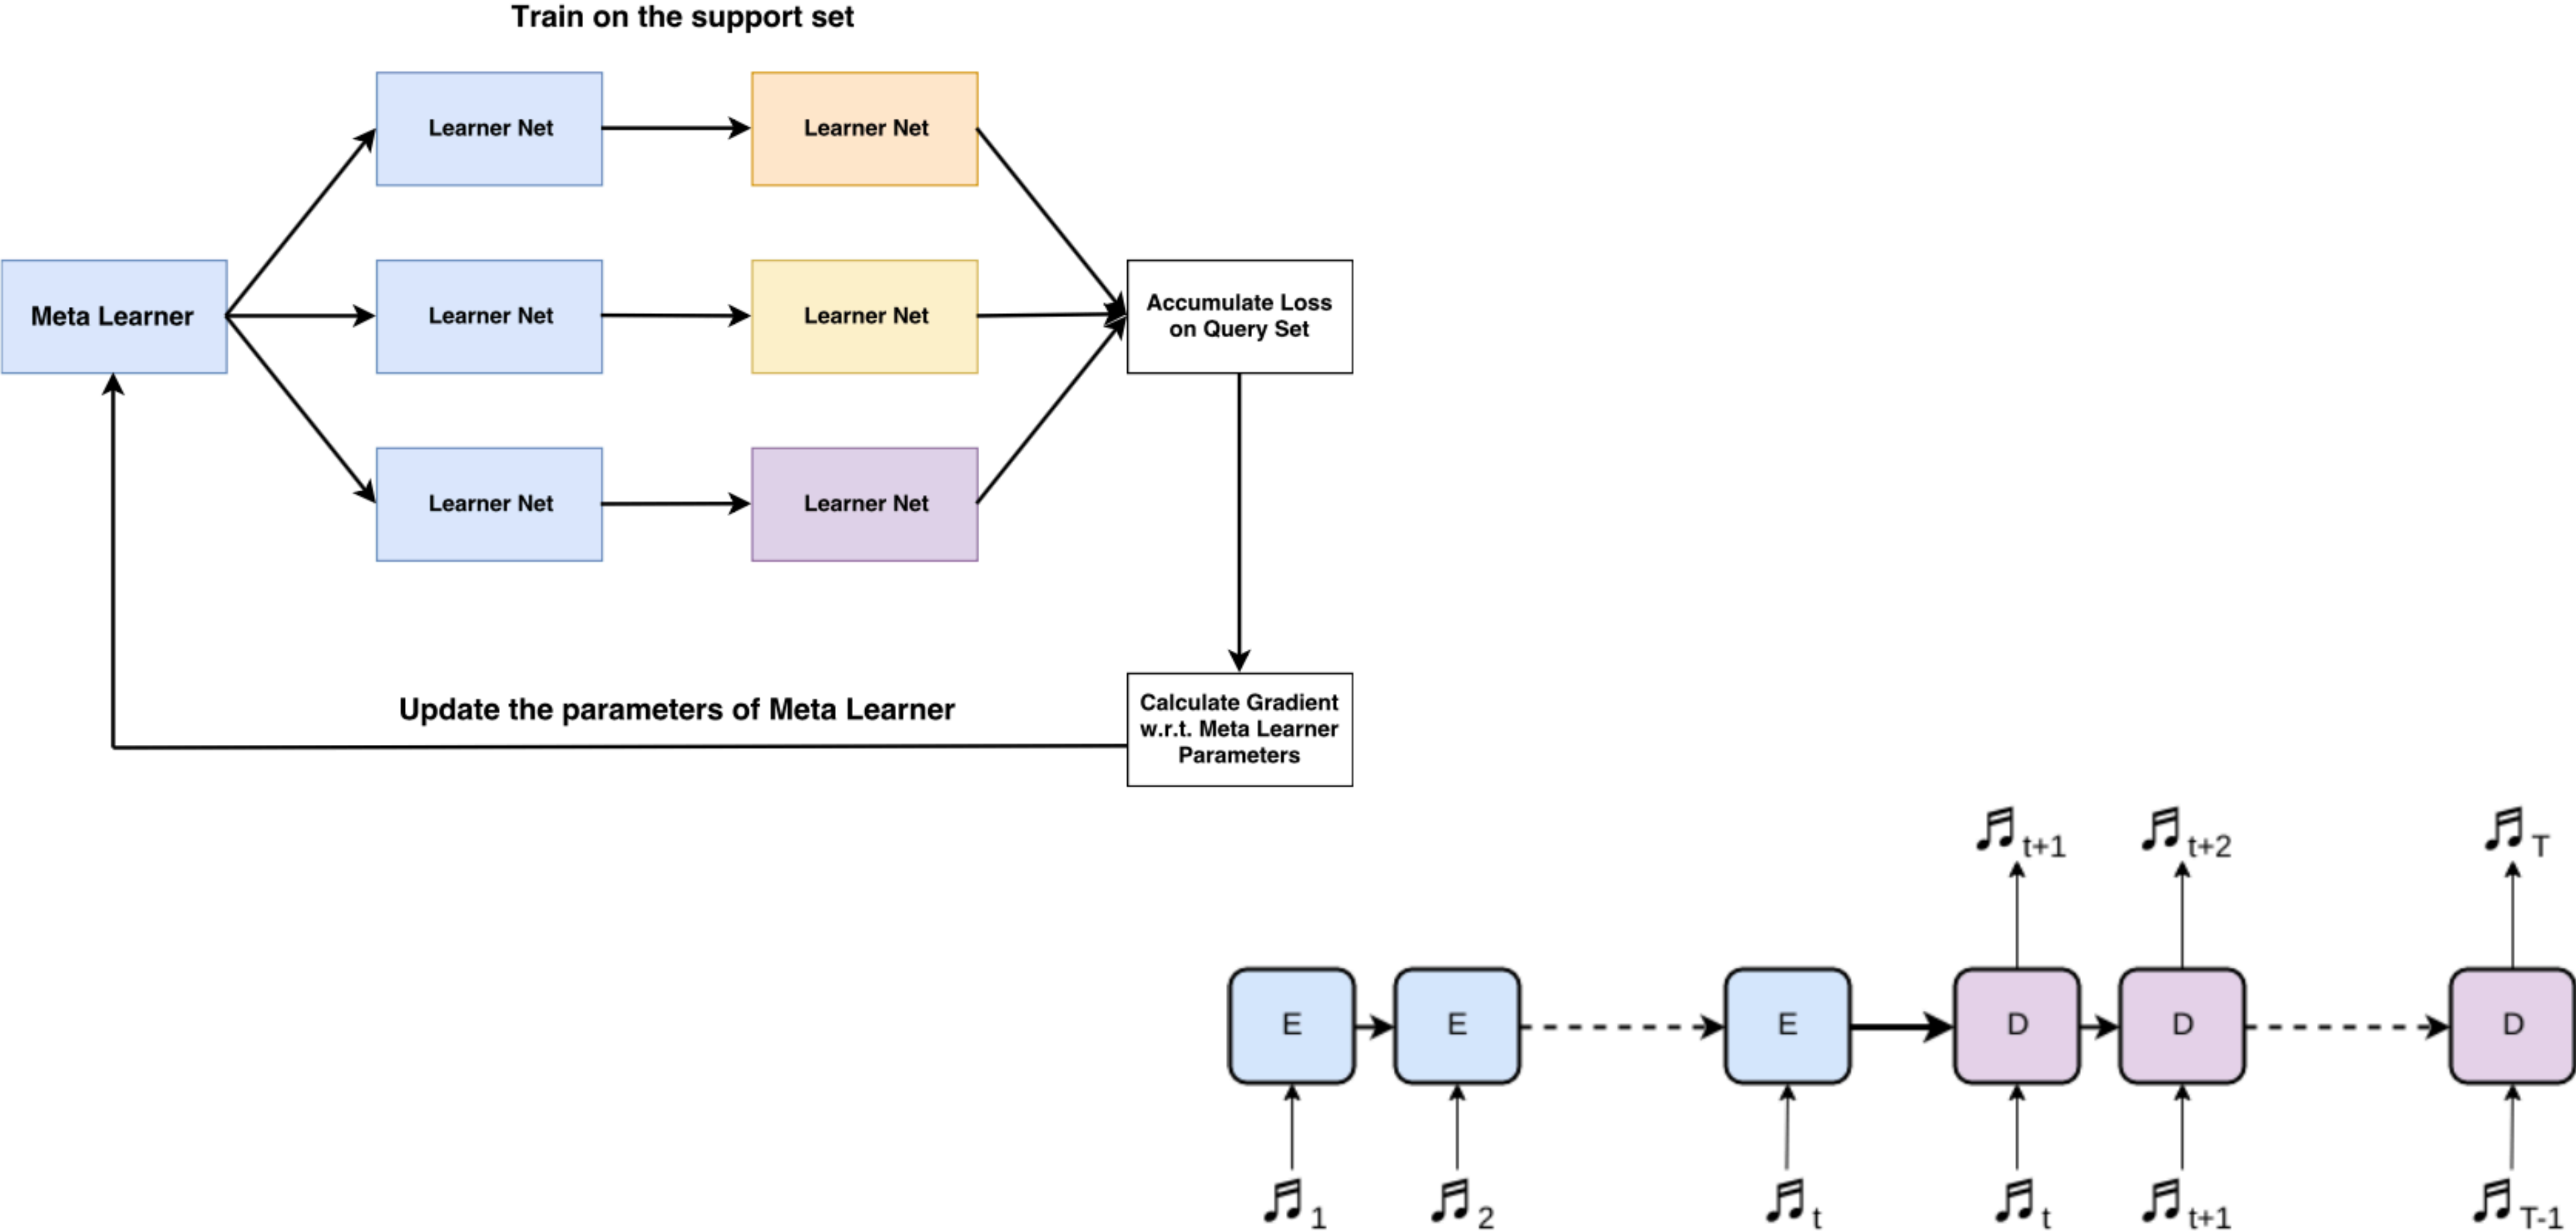 Train on the support set
Learner Net
Learner Net
Meta Learner
Learner Net
Learner Net
Accumulate Loss
on Query Set
Learner Net
Learner Net
Update the parameters of Meta Learner
Calculate Gradient
w.r.t. Meta Learner
Parameters
t+1
t+2
T
E
E
E
D
D
D
1
2
t
t
t+1
T-1